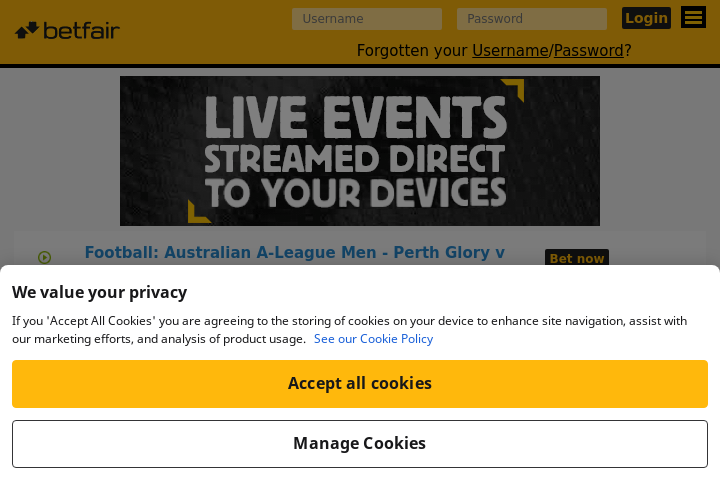 betfair
Username
Password
Login
Forgotten your Username/Password?
LIVE EVENTS
STREAMED DIRECT
TO YOUR DEVICES
Football: Australian A-League Men - Perth Glory v
Bet now
We value your privacy
If you 'Accept All Cookies' you are agreeing to the storing of cookies on your device to enhance site navigation, assist with
our marketing efforts, and analysis of product usage. See our Cookie Policy
Accept all cookies
Manage Cookies